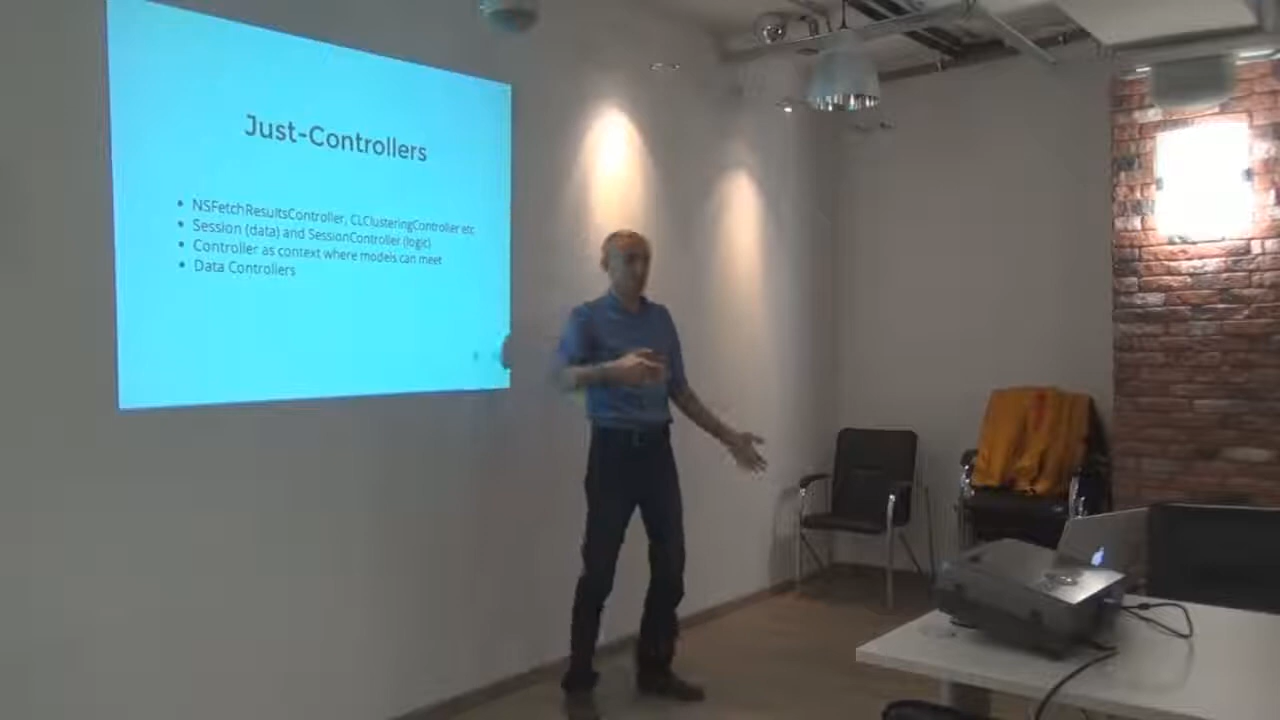 Just-Controllers
• NSFetchResultsController, CLClusteringController etc
• Session (data) and SessionController (logic)
• Controller as context where models can meet
• Data Controllers